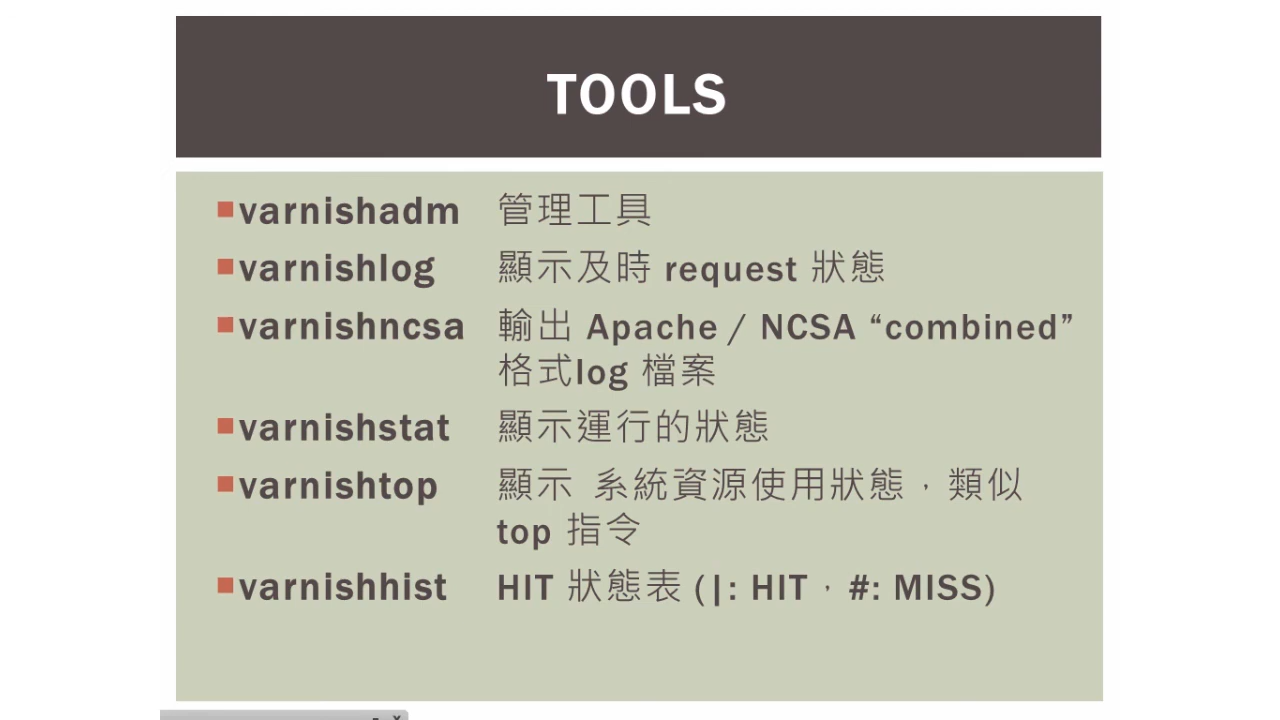 TOOLS
varnishadm 管理工具
varnishlog 顯示及時 request 狀態
varnishncsa 輸出 Apache / NCSA “combined”
格式log 檔案
varnishstat 顯示運行的狀態
varnishtop 顯示 系統資源使用狀態，類似
top 指令
varnishhist HIT 狀態表 (|: HIT，#: MISS)